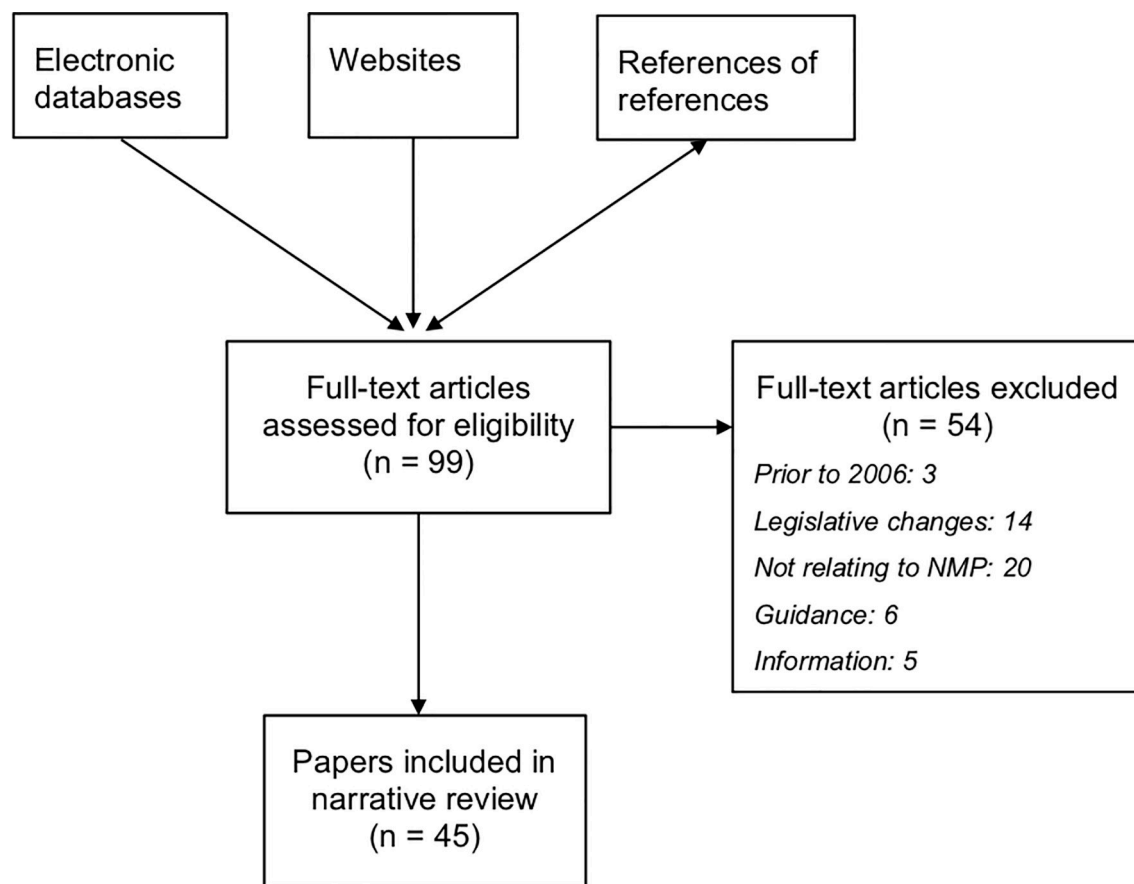 Electronic
databases
Websites
References of
references
Full-text articles
assessed for eligibility
(n = 99)
Full-text articles excluded
(n = 54)
Prior to 2006: 3
Legislative changes: 14
Not relating to NMP: 20
Guidance: 6
Information: 5
Papers included in
narrative review
(n = 45)